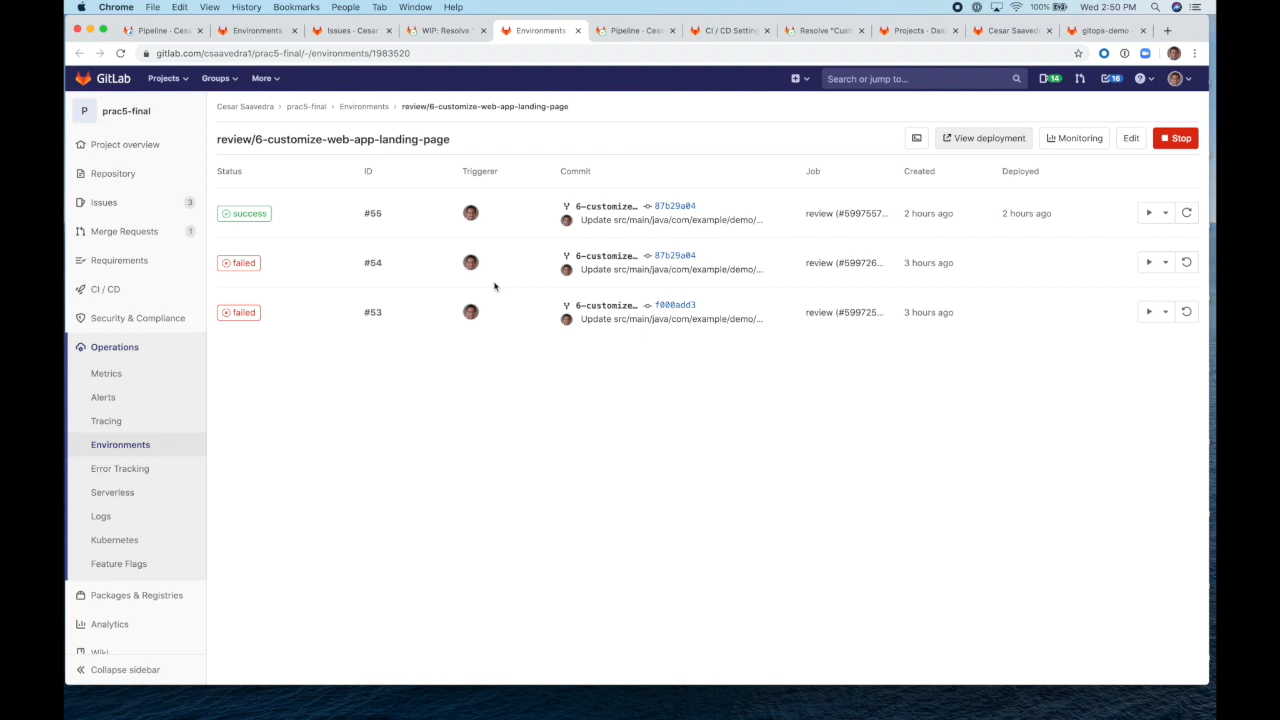 Chrome File Edit View History Bookmarks People Tab Window Help 100% Wed 2:50 PM
Pipeline · Cesa Environments Issues · Cesar WIP: Resolve " Environments Pipeline · Cesa CI / CD Setting Resolve "Cust Projects · Dash Cesar Saavedr gitops-demo
gitlab.com/csaavedra1/prac5-final/-/environments/1983520
GitLab Projects Groups More Search or jump to... 14 16
P prac5-final
Project overview
Repository
Issues 3
Merge Requests 1
Requirements
CI / CD
Security & Compliance
Operations
Metrics
Alerts
Tracing
Environments
Error Tracking
Serverless
Logs
Kubernetes
Feature Flags
Packages & Registries
Analytics
Wiki
Collapse sidebar
Cesar Saavedra › prac5-final › Environments › review/6-customize-web-app-landing-page
review/6-customize-web-app-landing-page View deployment Monitoring Edit Stop
Status ID Triggerer Commit Job Created Deployed
success #55 6-customize… 87b29a04 review (#5997557… 2 hours ago 2 hours ago
Update src/main/java/com/example/demo/…
failed #54 6-customize… 87b29a04 review (#599726… 3 hours ago
Update src/main/java/com/example/demo/…
failed #53 6-customize… f000add3 review (#599725… 3 hours ago
Update src/main/java/com/example/demo/…